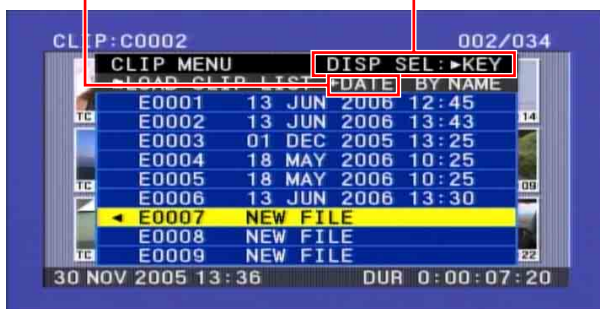 CLIP:C0002 002/034
CLIP MENU DISP SEL:►KEY
LOAD CLIP LIST DATE BY NAME
E0001 13 JUN 2006 12:45
TC E0002 13 JUN 2006 13:43 14
E0003 01 DEC 2005 13:25
E0004 18 MAY 2006 10:25
TC E0005 18 MAY 2006 10:25 09
E0006 13 JUN 2006 13:30
◄ E0007 NEW FILE
E0008 NEW FILE
TC E0009 NEW FILE 22
30 NOV 2005 13:36 DUR 0:00:07:20